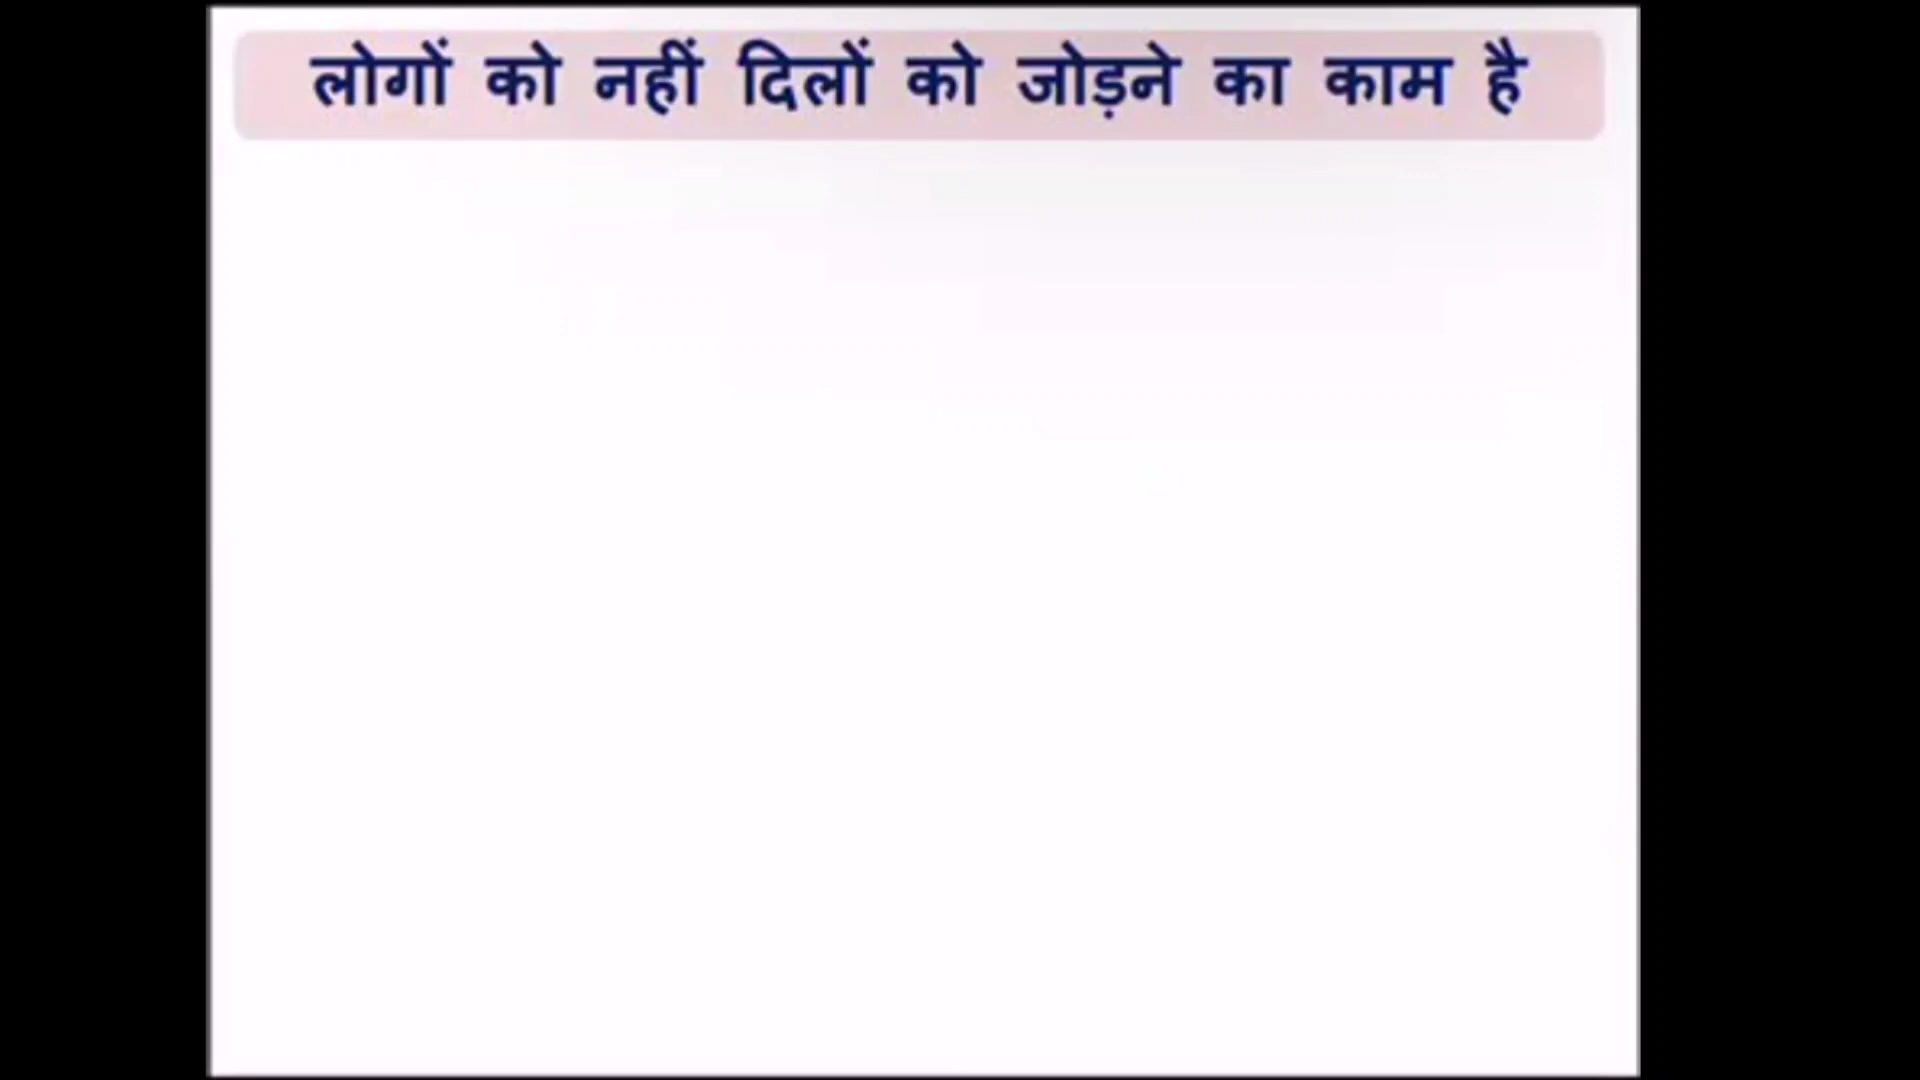 लोगों को नहीं दिलों को जोड़ने का काम है